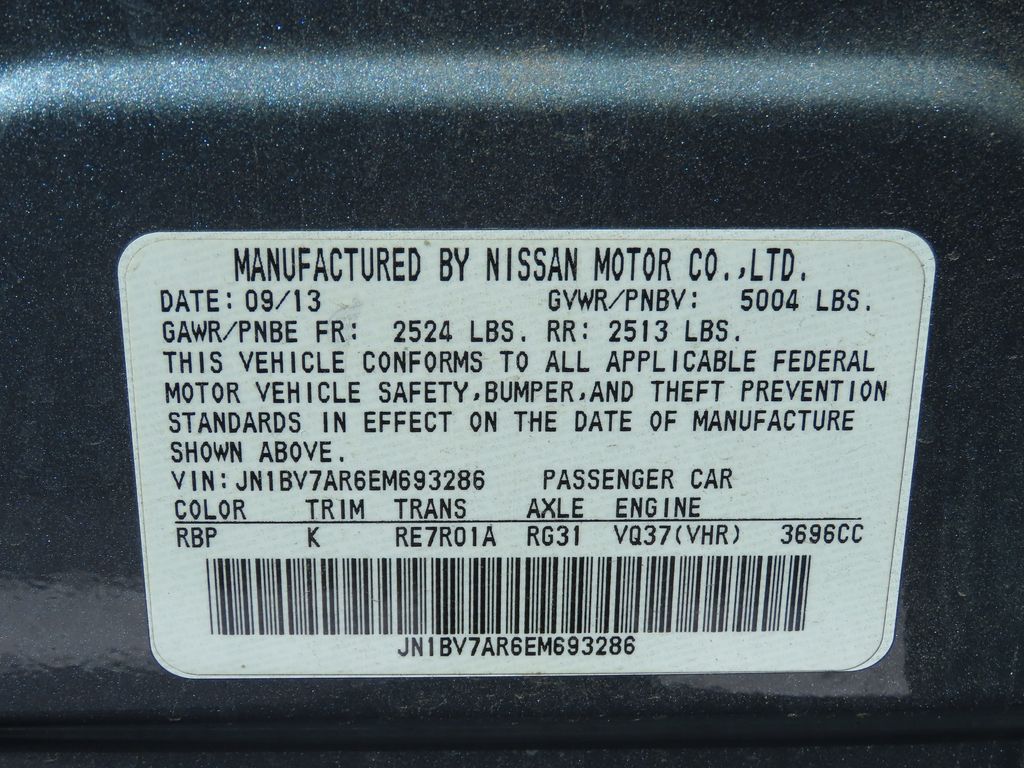 MANUFACTURED BY NISSAN MOTOR CO.,LTD.
DATE: 09/13 GVWR/PNBV: 5004 LBS.
GAWR/PNBE FR: 2524 LBS. RR: 2513 LBS.
THIS VEHICLE CONFORMS TO ALL APPLICABLE FEDERAL
MOTOR VEHICLE SAFETY,BUMPER,AND THEFT PREVENTION
STANDARDS IN EFFECT ON THE DATE OF MANUFACTURE
SHOWN ABOVE.
VIN: JN1BV7AR6EM693286 PASSENGER CAR
COLOR TRIM TRANS AXLE ENGINE
RBP K RE7R01A RG31 VQ37(VHR) 3696CC
JN1BV7AR6EM693286